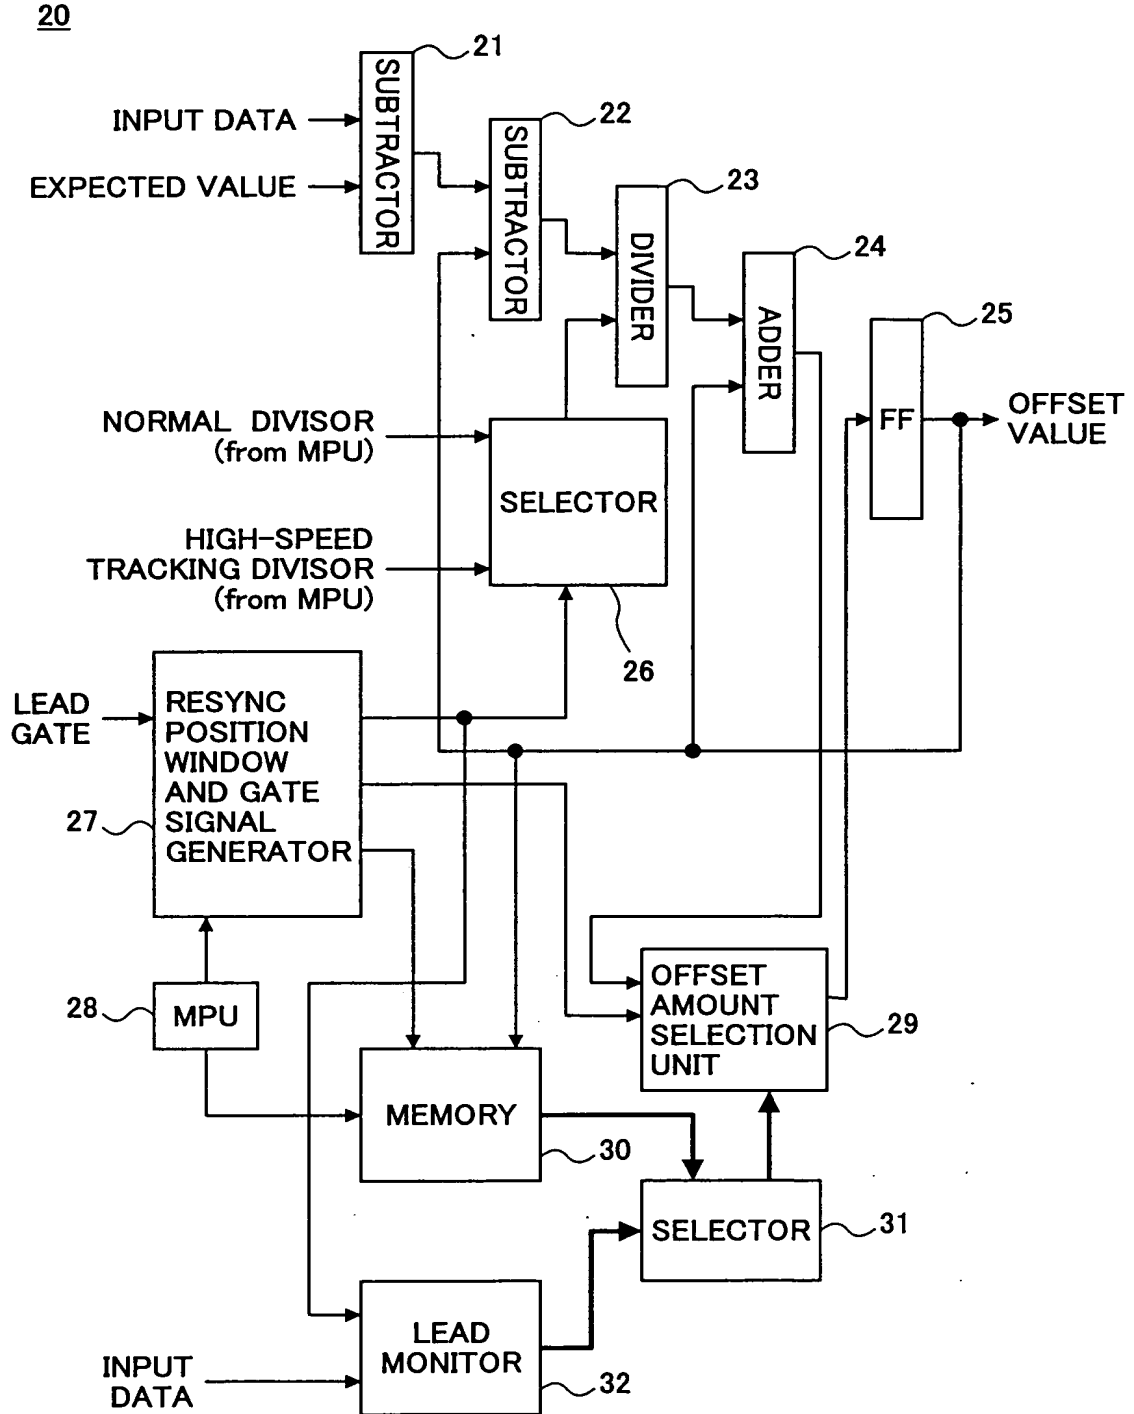 20
21
SUBTRACTOR
INPUT DATA
EXPECTED VALUE
22
SUBTRACTOR
23
DIVIDER
24
ADDER
25
FF
OFFSET
VALUE
NORMAL DIVISOR
(from MPU)
SELECTOR
HIGH-SPEED
TRACKING DIVISOR
(from MPU)
26
LEAD
GATE
RESYNC
POSITION
WINDOW
AND GATE
SIGNAL
GENERATOR
27
28
MPU
OFFSET
AMOUNT
SELECTION
UNIT
29
MEMORY
30
SELECTOR
31
LEAD
MONITOR
32
INPUT
DATA